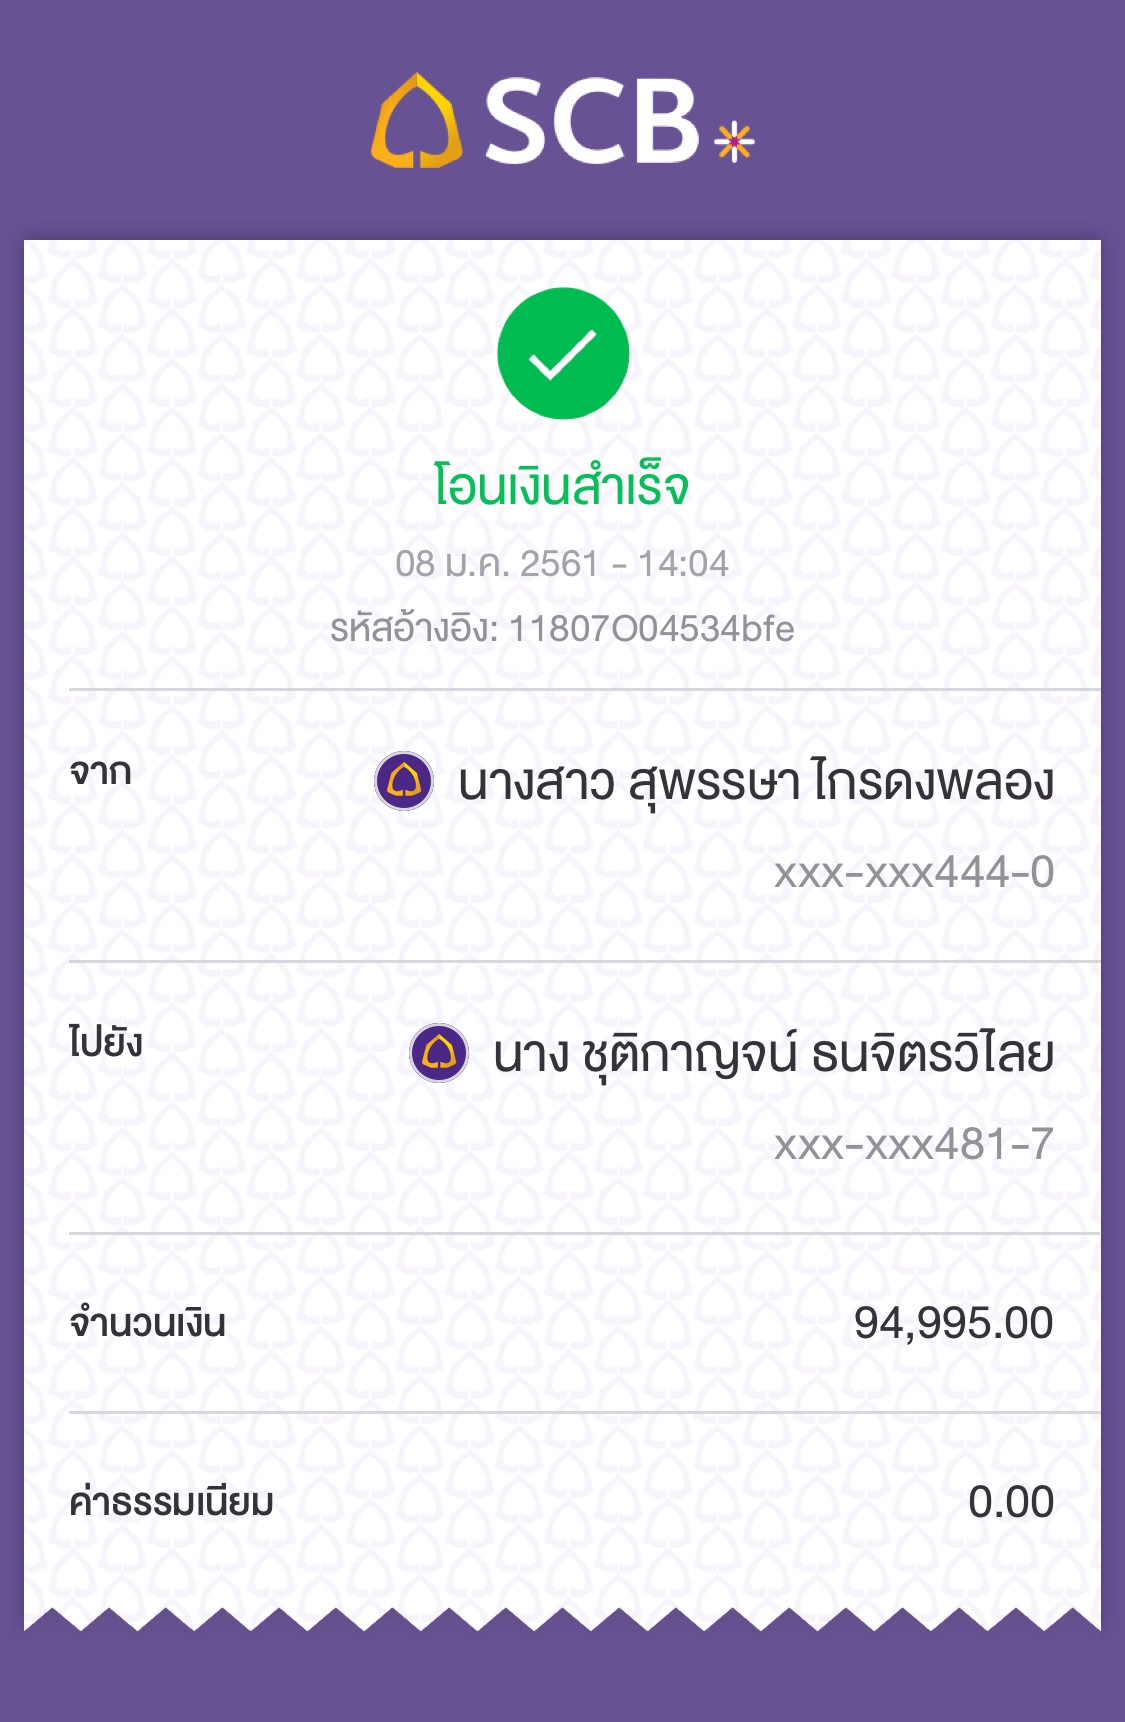 SCB
โอนเงินสำเร็จ
08 ม.ค. 2561 - 14:04
รหัสอ้างอิง: 11807O04534bfe
จาก นางสาว สุพรรษา ไกรดงพลอง
xxx-xxx444-0
ไปยัง นาง ชุติกาญจน์ ธนจิตรวิไลย
xxx-xxx481-7
จำนวนเงิน 94,995.00
ค่าธรรมเนียม 0.00